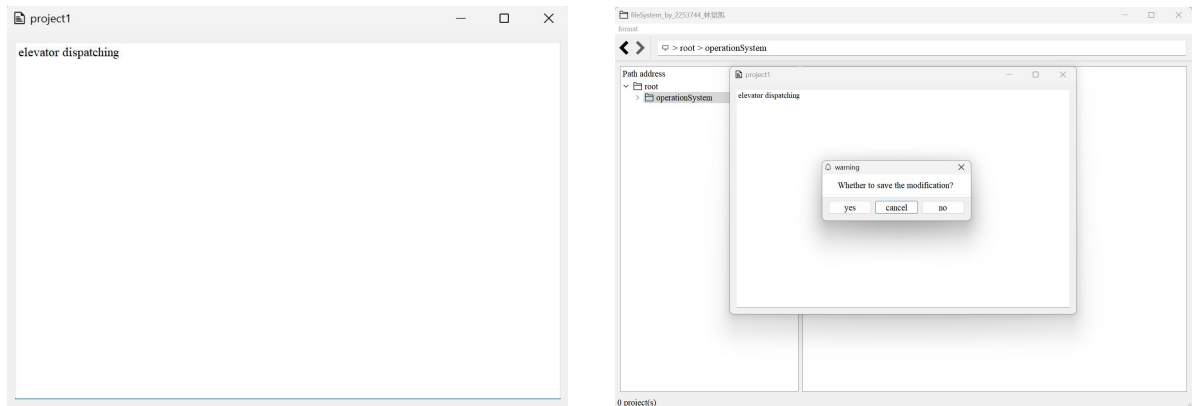 project1
elevator dispatching
fileSystem_by_2253744_林觉凯
format
> root > operationSystem
Path address
root
operationSystem
project1
elevator dispatching
warning
Whether to save the modification?
yes cancel no
0 project(s)